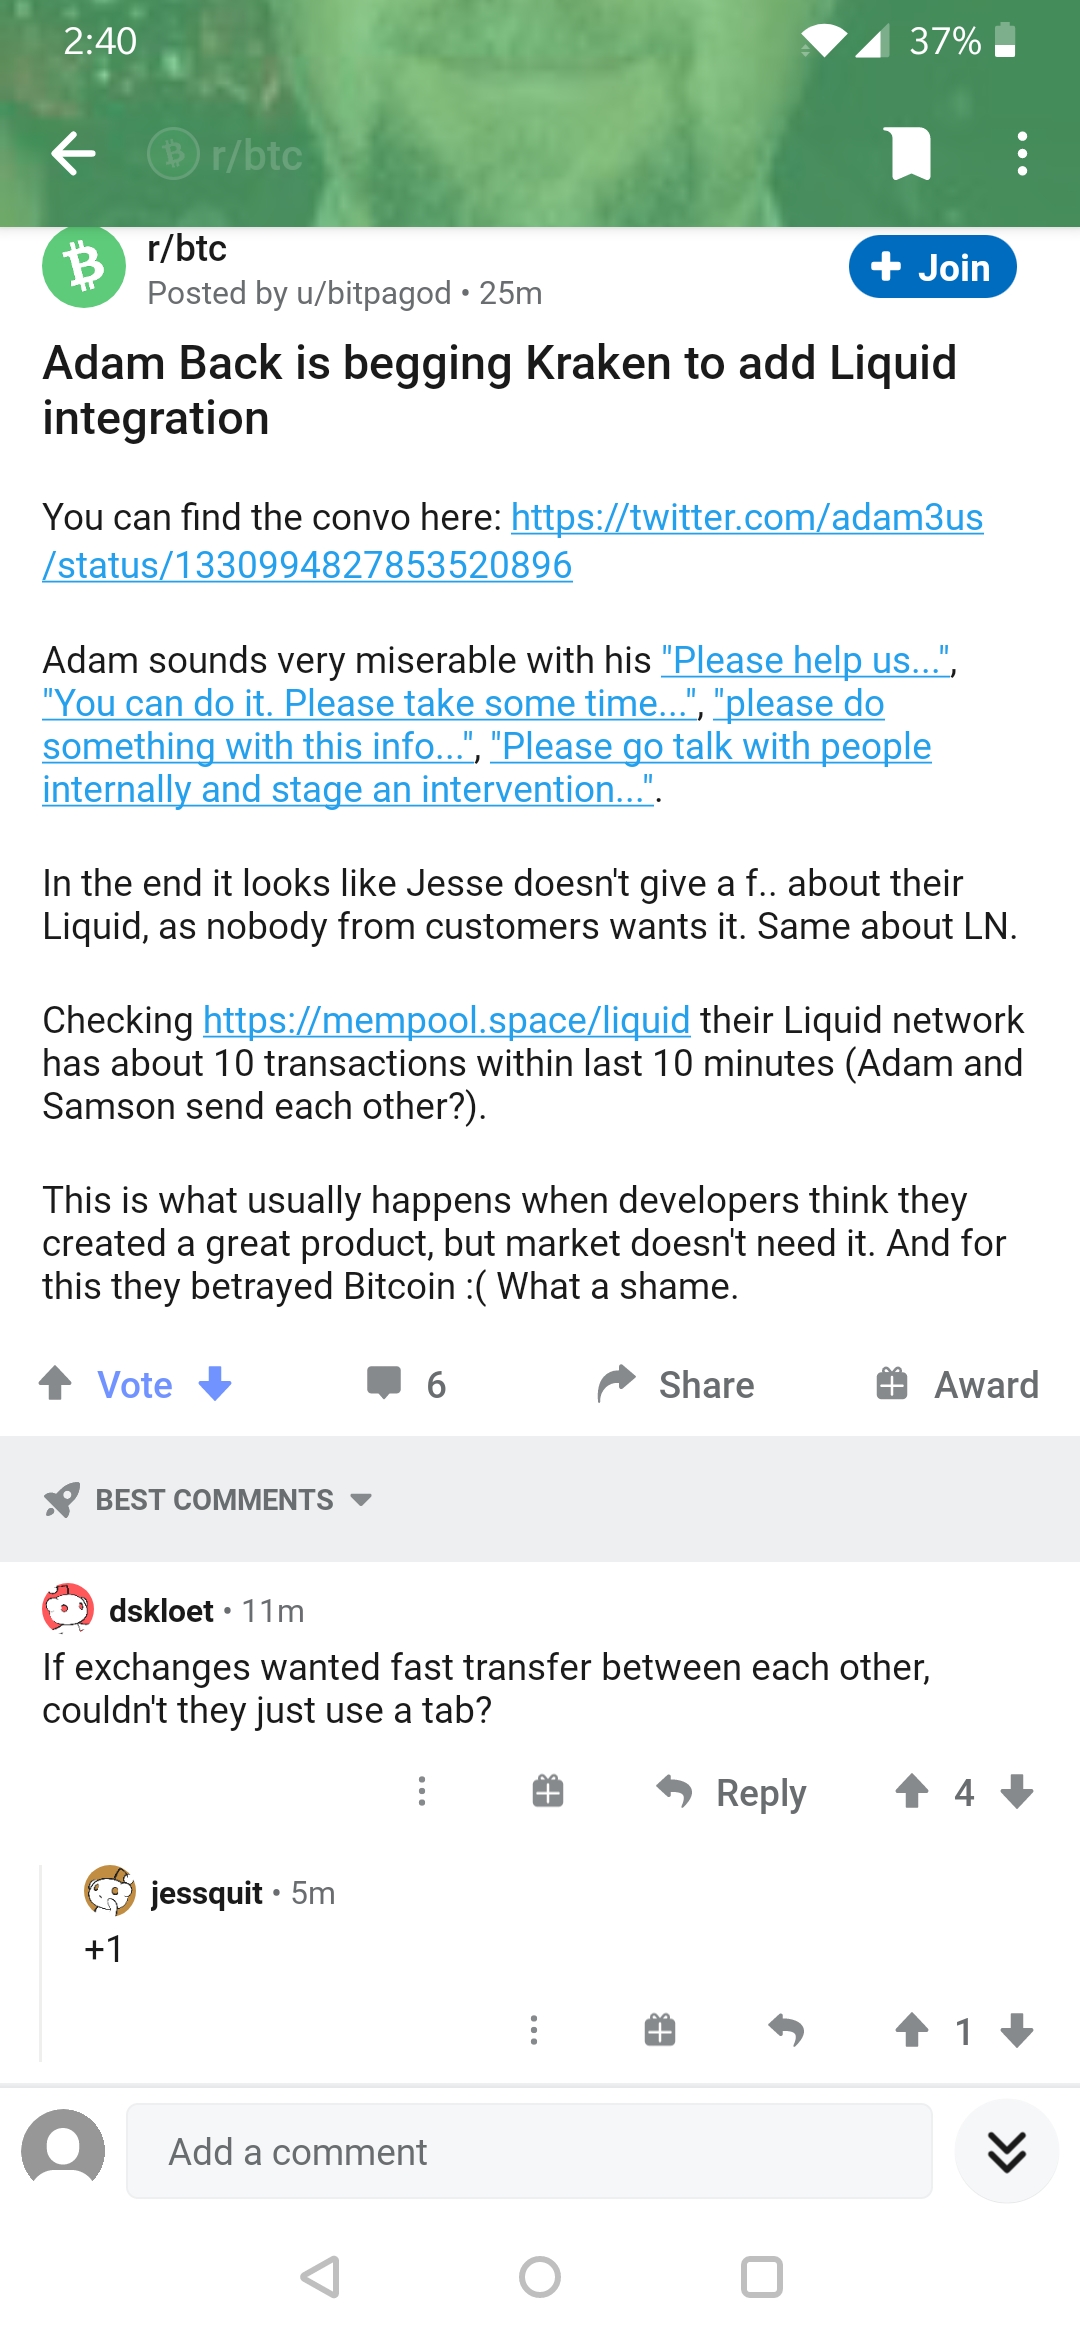 2:40
37%
r/btc
r/btc
Posted by u/bitpagod • 25m
Join
Adam Back is begging Kraken to add Liquid
integration
You can find the convo here: https://twitter.com/adam3us
/status/1330994827853520896
Adam sounds very miserable with his "Please help us...",
"You can do it. Please take some time...", "please do
something with this info...", "Please go talk with people
internally and stage an intervention...".
In the end it looks like Jesse doesn't give a f.. about their
Liquid, as nobody from customers wants it. Same about LN.
Checking https://mempool.space/liquid their Liquid network
has about 10 transactions within last 10 minutes (Adam and
Samson send each other?).
This is what usually happens when developers think they
created a great product, but market doesn't need it. And for
this they betrayed Bitcoin :( What a shame.
Vote 6 Share Award
BEST COMMENTS
dskloet • 11m
If exchanges wanted fast transfer between each other,
couldn't they just use a tab?
Reply 4
jessquit • 5m
+1
1
Add a comment